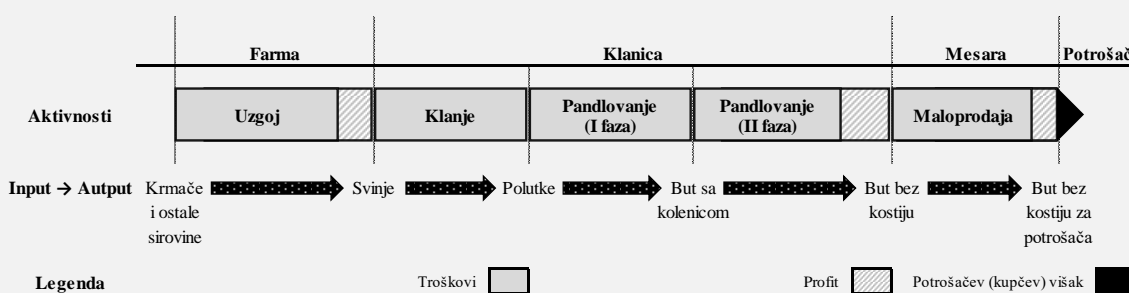 Farma Klanica Mesara Potrošač
Aktivnosti Uzgoj Klanje Pandlovanje Pandlovanje Maloprodaja
(I faza) (II faza)
Input → Autput Krmače Svinje Polutke But sa But bez But bez
i ostale kolenicom kostiju kostiju za
sirovine potrošača
Legenda Troškovi Profit Potrošačev (kupčev) višak